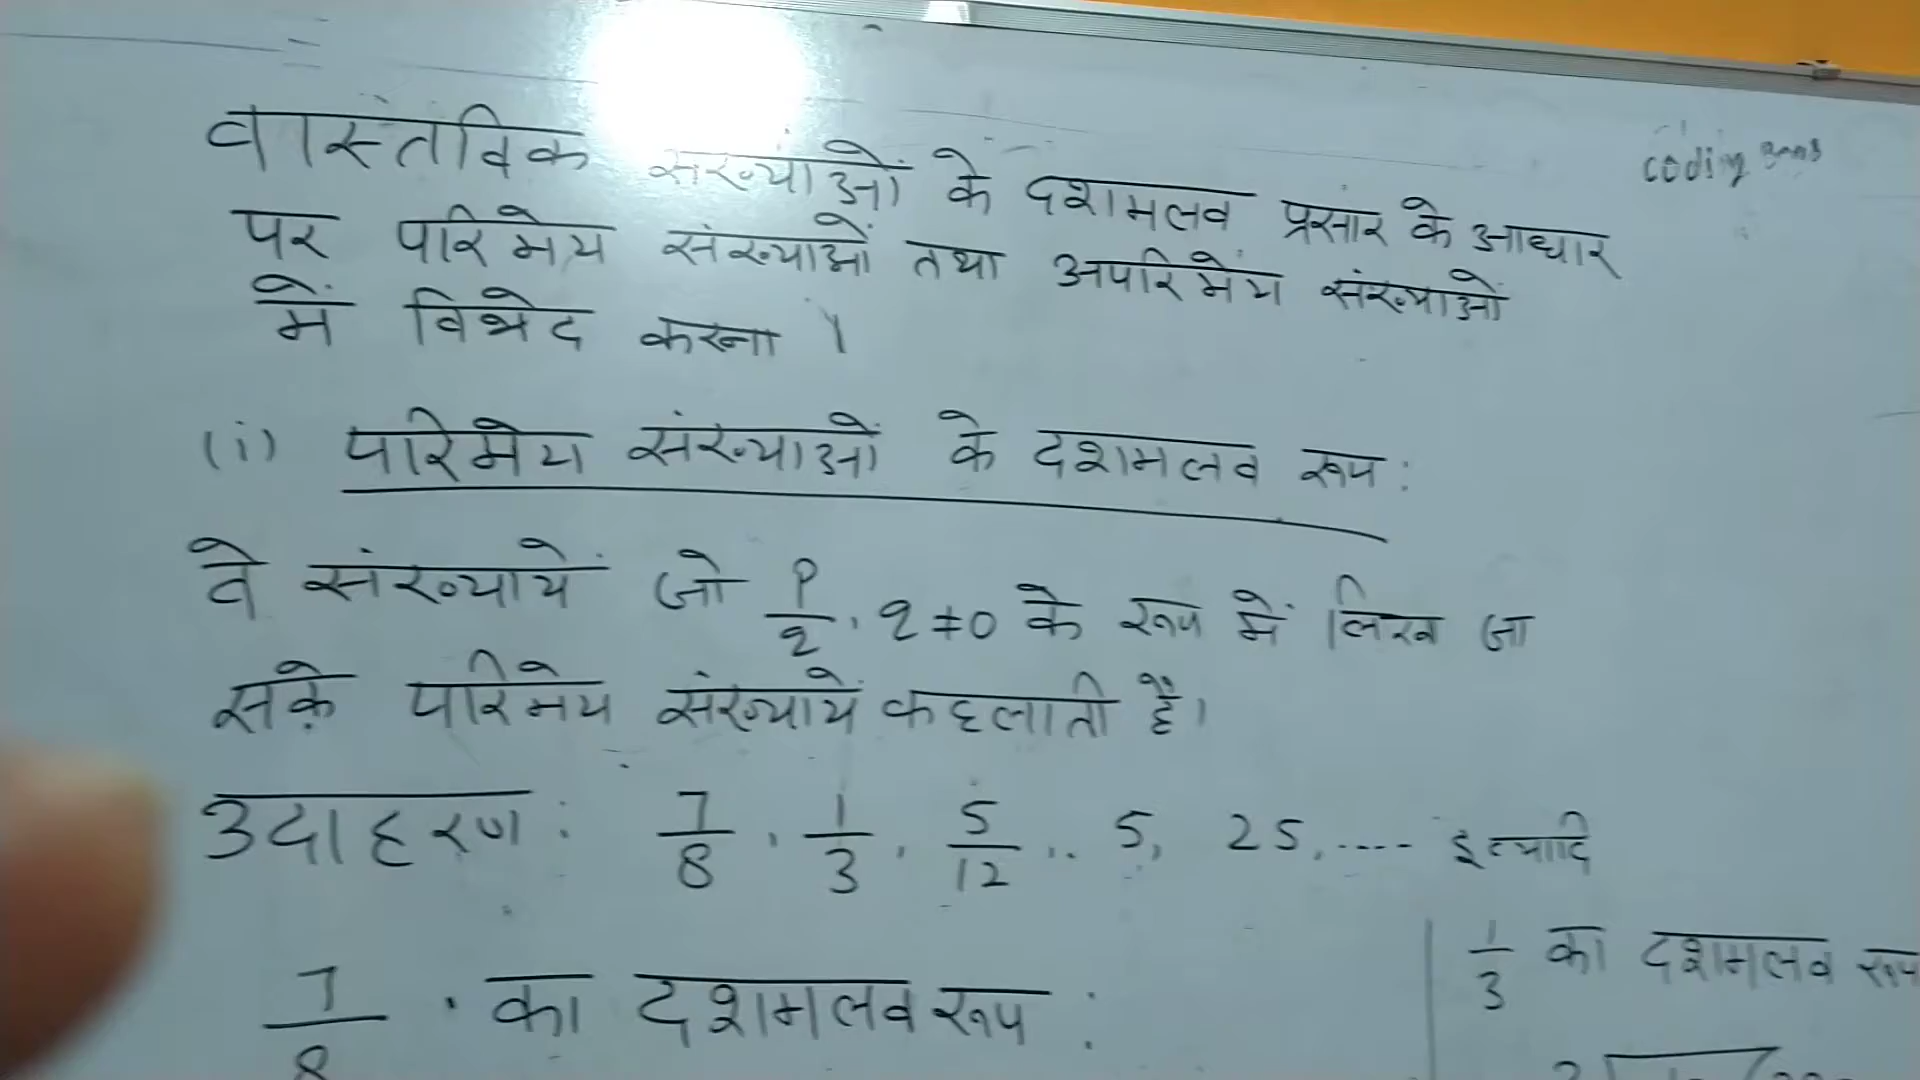 वास्तविक संख्याओं के दशमलव प्रसार के आधार
पर परिमेय संख्याओं तथा अपरिमेय संख्याओं
में विभेद करना ।
(i) परिमेय संख्याओं के दशमलव रूप :
वे संख्यायें जो p/q, q≠0 के रूप में लिख जा
सकें परिमेय संख्यायें कहलाती हैं।
उदाहरण : 7/8, 1/3, 5/12, .. 5, 25, .... इत्यादि
7/8 . का दशमलव रूप :
1/3 का दशमलव रूप
coding